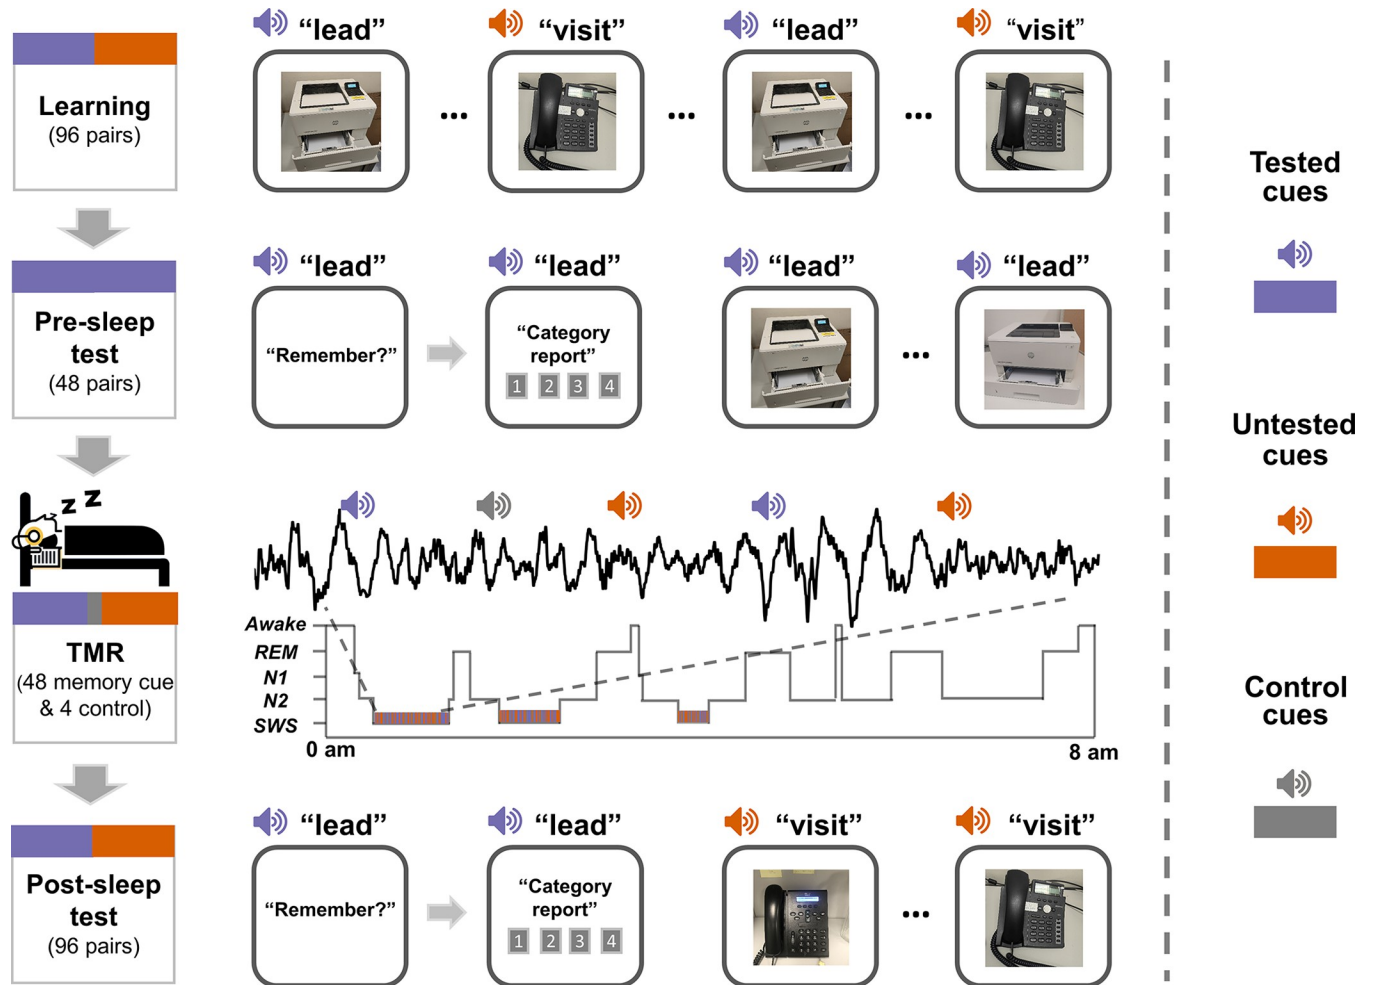 “lead”
“visit”
“lead”
“visit”
Learning
(96 pairs)
...
...
...
“lead”
“lead”
“lead”
“lead”
Pre-sleep
test
(48 pairs)
“Remember?”
“Category
report”
1 2 3 4
...
z z
TMR
(48 memory cue
& 4 control)
Awake
REM
N1
N2
SWS
0 am
8 am
“lead”
“lead”
“visit”
“visit”
Post-sleep
test
(96 pairs)
“Remember?”
“Category
report”
1 2 3 4
...
Tested
cues
Untested
cues
Control
cues